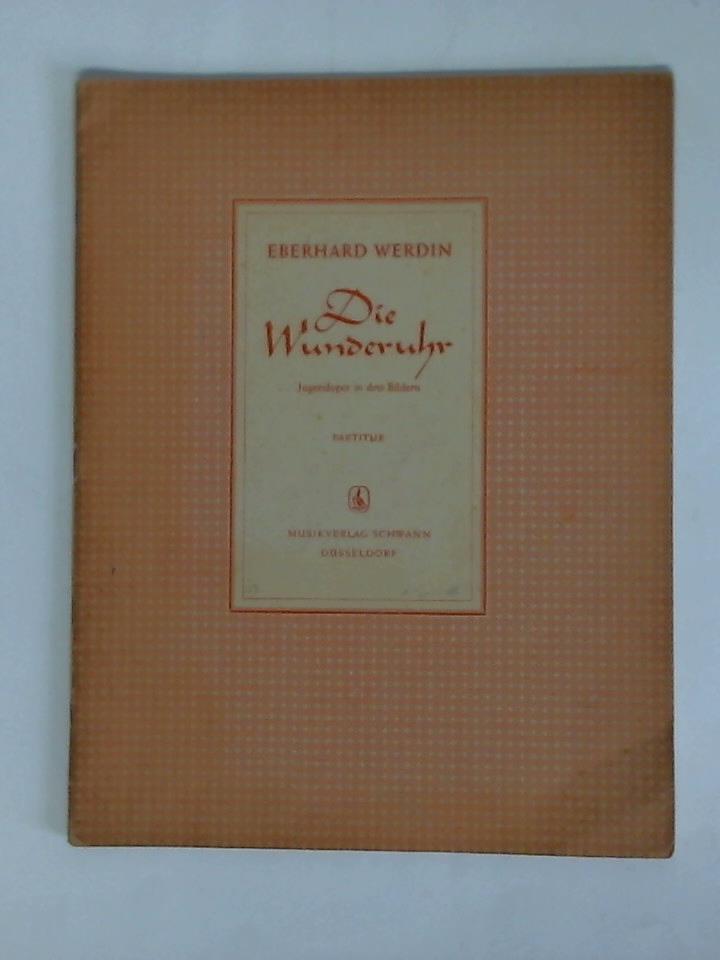 EBERHARD WERDIN
Die
Wunderuhr
Jugendoper in drei Bildern
PARTITUR
MUSIKVERLAG SCHWANN
DÜSSELDORF